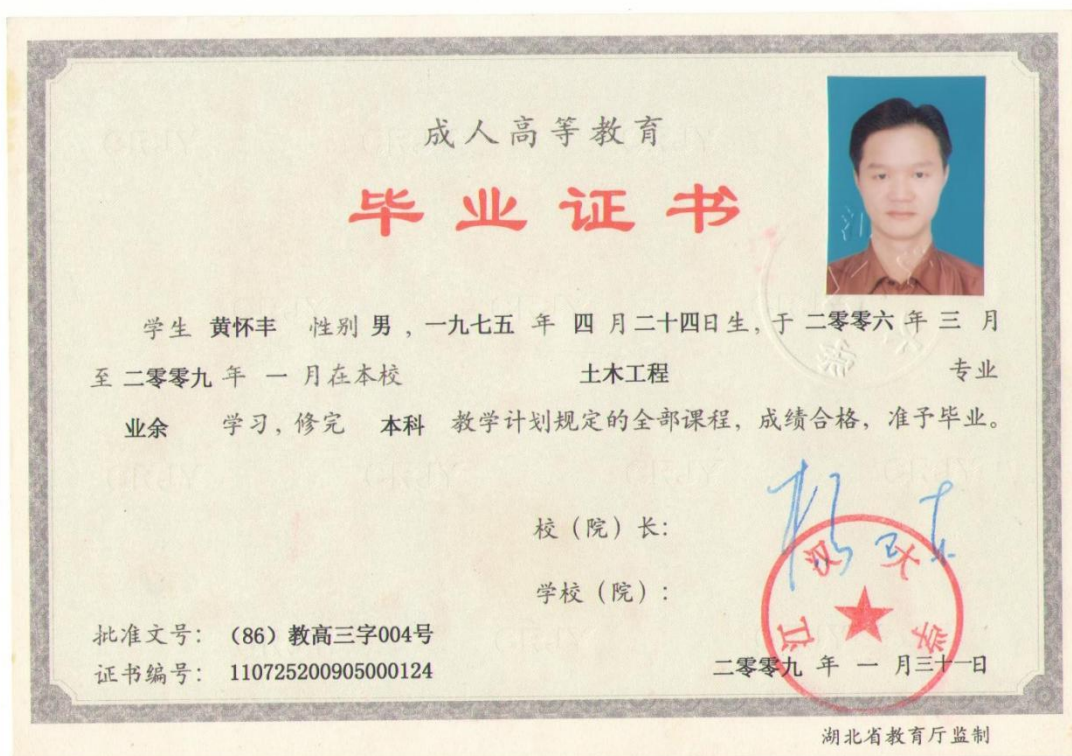 成人高等教育
毕业证书
学生 黄怀丰 性别 男，一九七五 年 四 月二十四日生，于 二零零六 年 三 月
至 二零零九 年 一 月在本校 土木工程 专业
业余 学习，修完 本科 教学计划规定的全部课程，成绩合格，准予毕业。
校（院）长：
学校（院）：
江汉大学
批准文号： （86）教高三字004号
证书编号： 110725200905000124
二零零九 年 一 月三十一日
湖北省教育厅监制